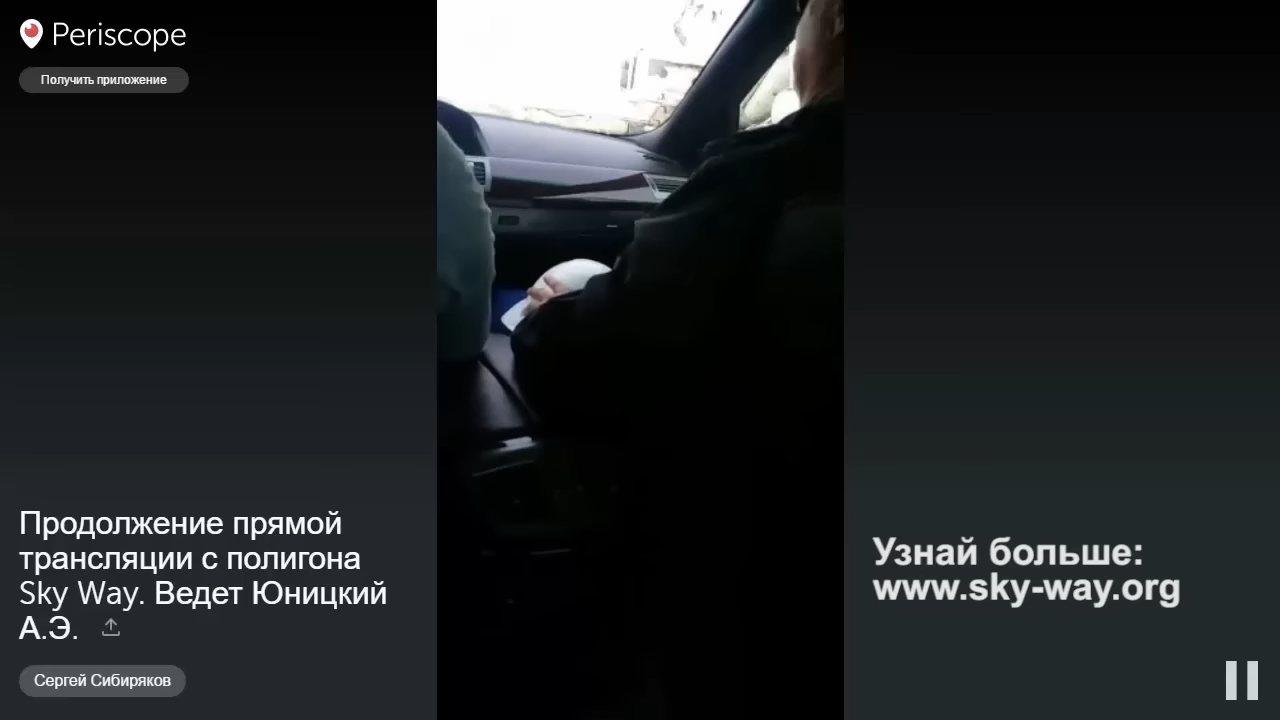 Periscope
Получить приложение
Продолжение прямой
трансляции с полигона
Sky Way. Ведет Юницкий
А.Э.
Сергей Сибиряков
Узнай больше:
www.sky-way.org